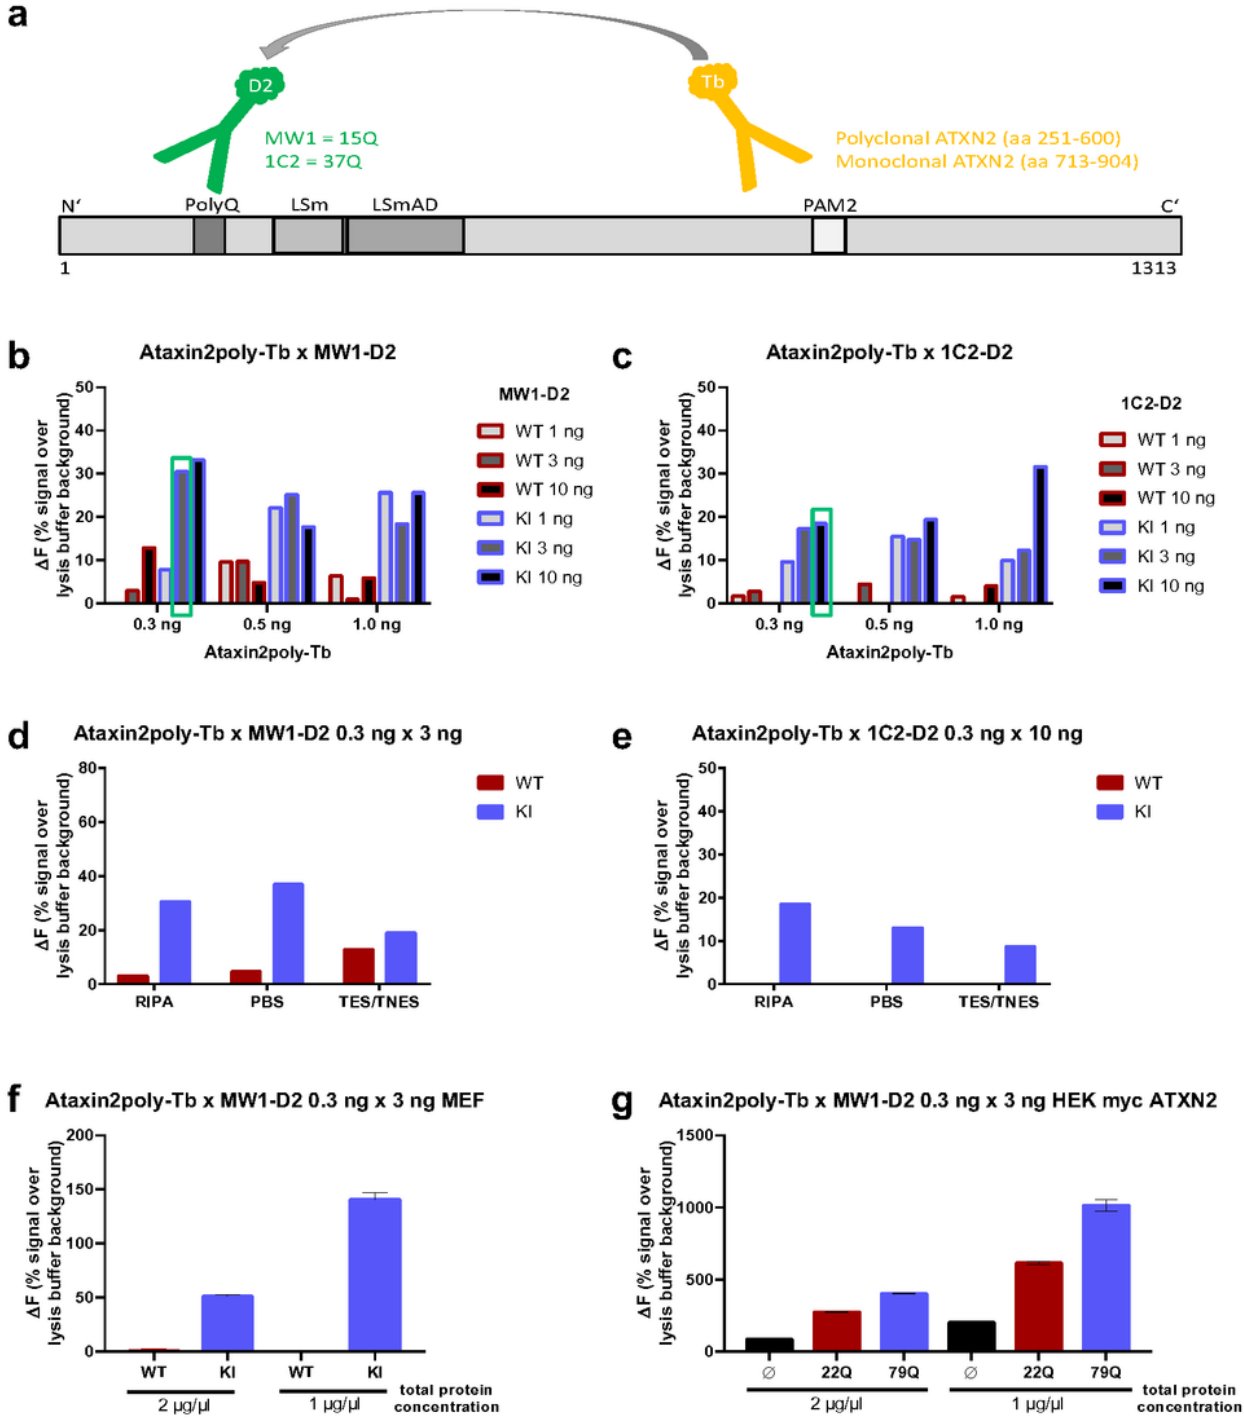 a
D2
Tb
MW1 = 15Q
1C2 = 37Q
Polyclonal ATXN2 (aa 251-600)
Monoclonal ATXN2 (aa 713-904)
N' PolyQ LSm LSmAD PAM2 C'
1 1313
b Ataxin2poly-Tb x MW1-D2
ΔF (% signal over
lysis buffer background)
50
40
30
20
10
0
0.3 ng 0.5 ng 1.0 ng
Ataxin2poly-Tb
MW1-D2
WT 1 ng
WT 3 ng
WT 10 ng
KI 1 ng
KI 3 ng
KI 10 ng
c Ataxin2poly-Tb x 1C2-D2
ΔF (% signal over
lysis buffer background)
50
40
30
20
10
0
0.3 ng 0.5 ng 1.0 ng
Ataxin2poly-Tb
1C2-D2
WT 1 ng
WT 3 ng
WT 10 ng
KI 1 ng
KI 3 ng
KI 10 ng
d Ataxin2poly-Tb x MW1-D2 0.3 ng x 3 ng
ΔF (% signal over
lysis buffer background)
80
60
40
20
0
RIPA PBS TES/TNES
WT
KI
e Ataxin2poly-Tb x 1C2-D2 0.3 ng x 10 ng
ΔF (% signal over
lysis buffer background)
50
40
30
20
10
0
RIPA PBS TES/TNES
WT
KI
f Ataxin2poly-Tb x MW1-D2 0.3 ng x 3 ng MEF
ΔF (% signal over
lysis buffer background)
200
150
100
50
0
WT KI WT KI
2 µg/µl 1 µg/µl
total protein
concentration
g Ataxin2poly-Tb x MW1-D2 0.3 ng x 3 ng HEK myc ATXN2
ΔF (% signal over
lysis buffer background)
1500
1000
500
0
∅ 22Q 79Q ∅ 22Q 79Q
2 µg/µl 1 µg/µl
total protein
concentration